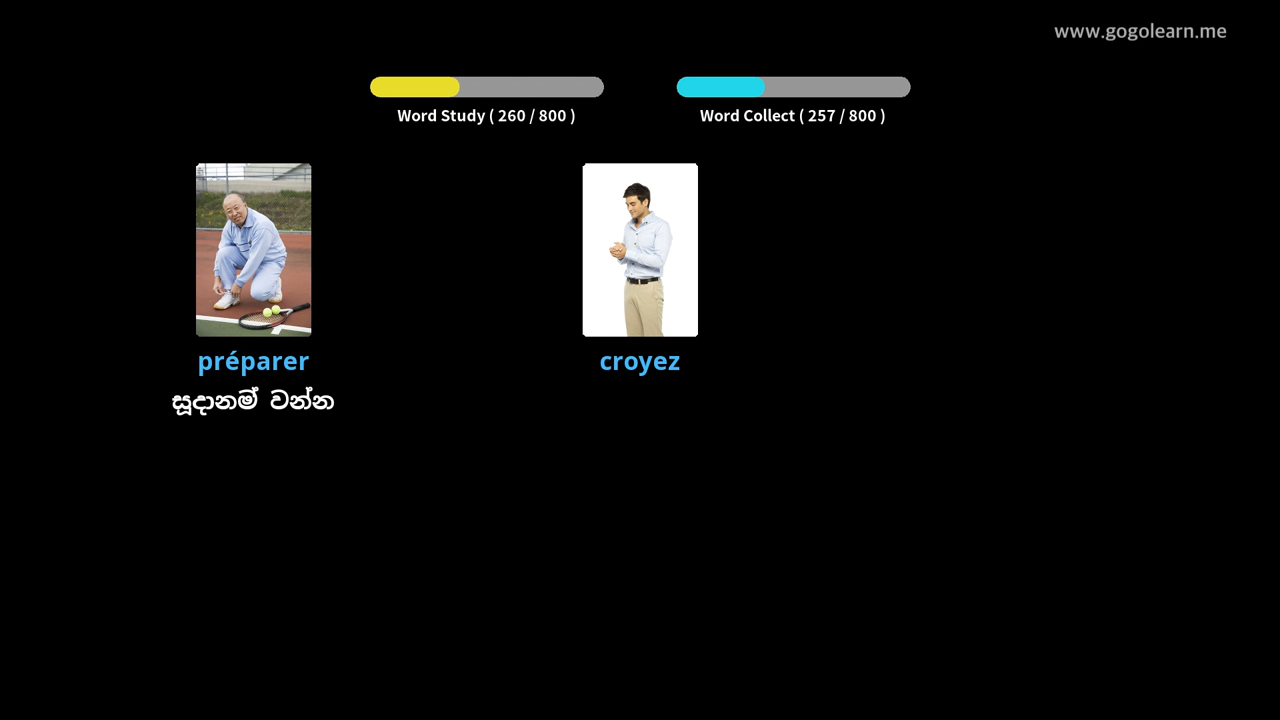 www.gogolearn.me
Word Study ( 260 / 800 )
Word Collect ( 257 / 800 )
préparer
croyez
සූදානම් වන්න